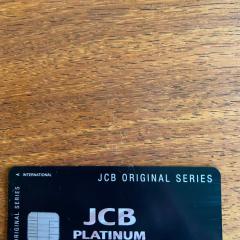 INTERNATIONAL
JCB ORIGINAL SERIES
ORIGINAL SERIES
JCB
PLATINUM